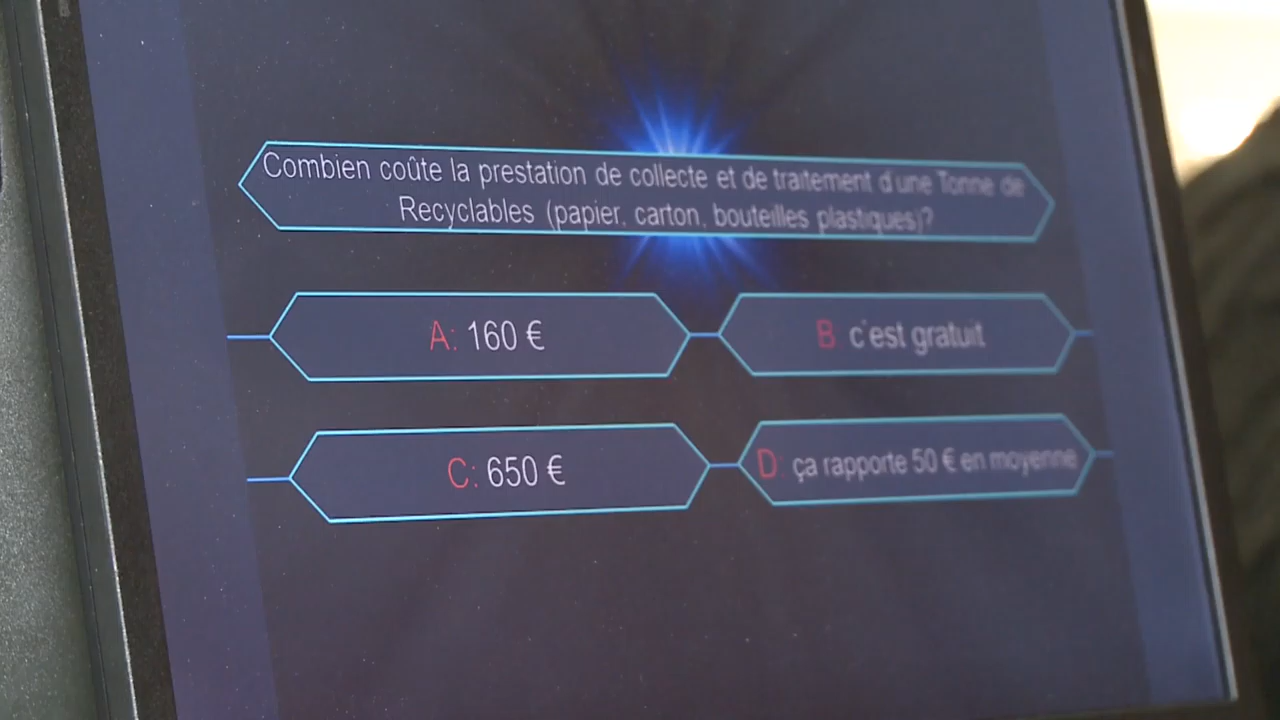 Combien coûte la prestation de collecte et de traitement d'une Tonne de
Recyclables (papier, carton, bouteilles plastiques)?
A: 160 €
B c'est gratuit
C: 650 €
D ça rapporte 50 € en moyenne